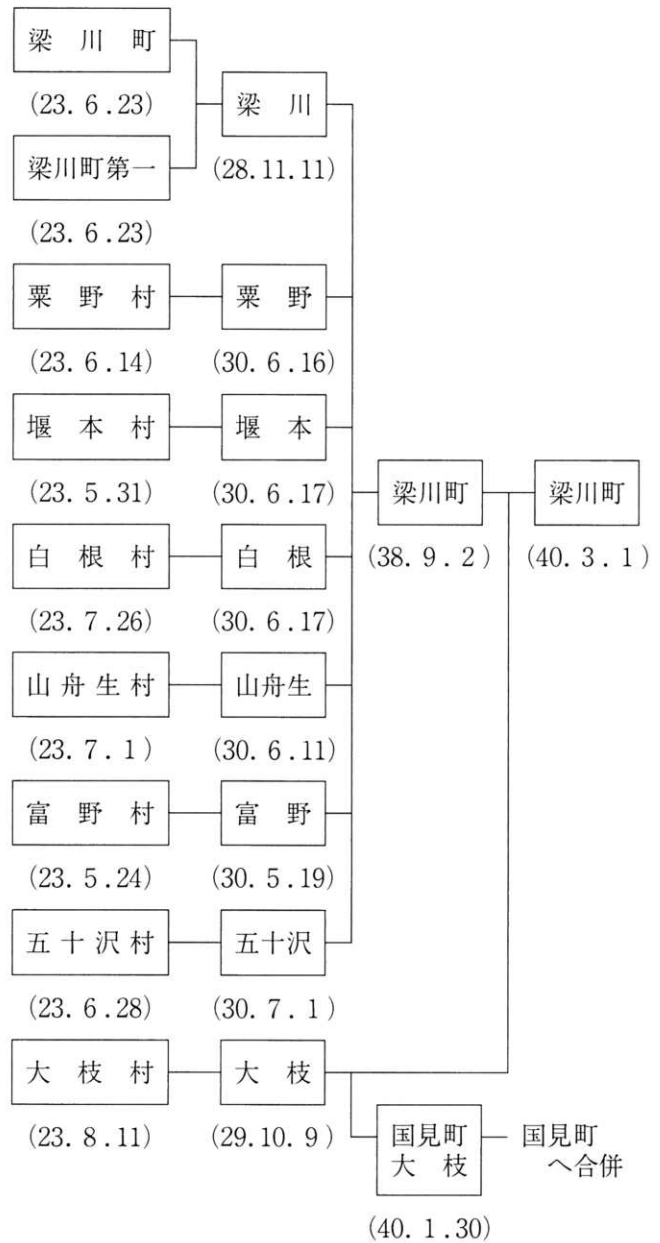 梁川町
(23.6.23)
梁川町第一
(23.6.23)
梁川
(28.11.11)
粟野村
(23.6.14)
粟野
(30.6.16)
堰本村
(23.5.31)
堰本
(30.6.17)
白根村
(23.7.26)
白根
(30.6.17)
山舟生村
(23.7.1)
山舟生
(30.6.11)
富野村
(23.5.24)
富野
(30.5.19)
五十沢村
(23.6.28)
五十沢
(30.7.1)
大枝村
(23.8.11)
大枝
(29.10.9)
梁川町
(38.9.2)
梁川町
(40.3.1)
国見町
大枝
(40.1.30)
国見町
へ合併